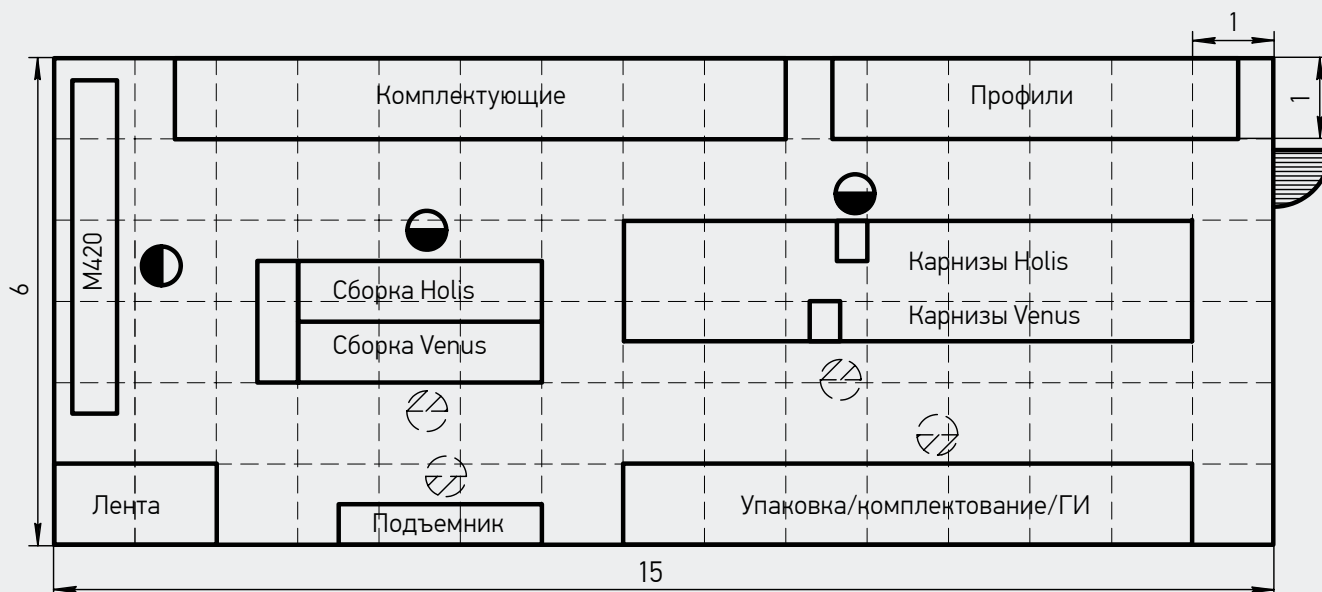 1
Комплектующие
Профили
1
М420
Сборка Holis
Сборка Venus
Карнизы Holis
Карнизы Venus
6
Лента
Подъемник
Упаковка/комплектование/ГИ
15